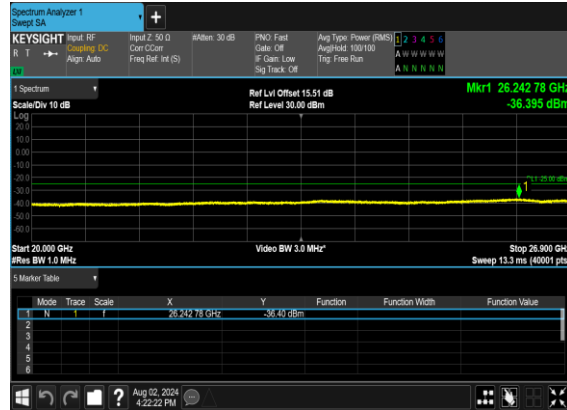 Spectrum Analyzer 1
Swept SA
+
KEYSIGHT Input: RF Input Z: 50 Ω #Atten: 30 dB PNO: Fast Avg Type: Power (RMS) 1 2 3 4 5 6
R T Coupling: DC Corr CCorr Gate: Off Avg|Hold: 100/100 A W W W W W
Align: Auto Freq Ref: Int (S) IF Gain: Low Trig: Free Run
Sig Track: Off A N N N N N
1 Spectrum Ref Lvl Offset 15.51 dB Mkr1 26.242 78 GHz
Scale/Div 10 dB Ref Level 30.00 dBm -36.395 dBm
Log
20.0
10.0
0.00
-10.0
-20.0 DL1 -25.00 dBm
-30.0 1
-40.0
-50.0
-60.0
Start 20.000 GHz Video BW 3.0 MHz* Stop 26.900 GHz
#Res BW 1.0 MHz Sweep 13.3 ms (40001 pts)
5 Marker Table
Mode Trace Scale X Y Function Function Width Function Value
1 N 1 f 26.242 78 GHz -36.40 dBm
2
3
4
5
6
? Aug 02, 2024
4:22:22 PM